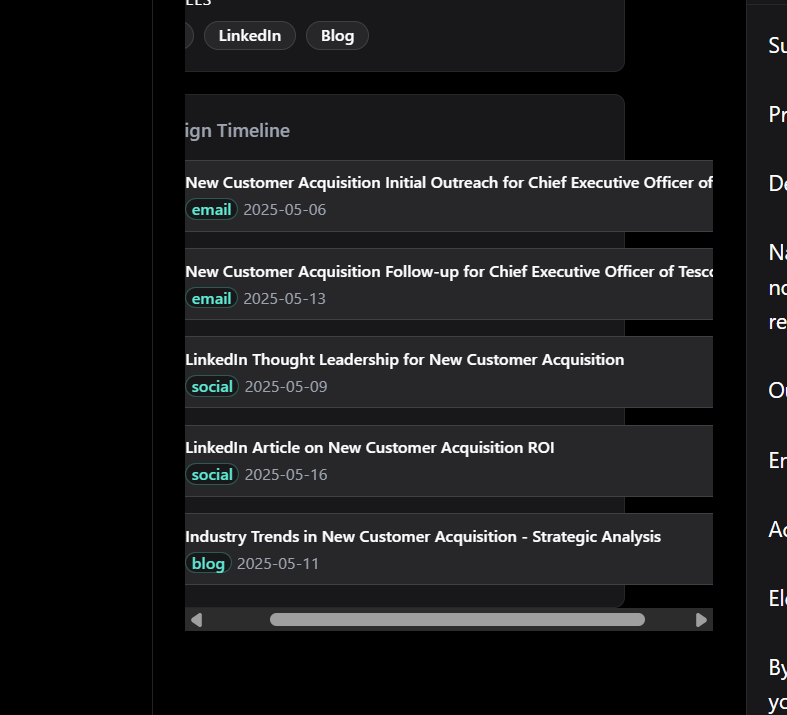 LinkedIn Blog
ign Timeline
New Customer Acquisition Initial Outreach for Chief Executive Officer of
email 2025-05-06
New Customer Acquisition Follow-up for Chief Executive Officer of Tesco
email 2025-05-13
LinkedIn Thought Leadership for New Customer Acquisition
social 2025-05-09
LinkedIn Article on New Customer Acquisition ROI
social 2025-05-16
Industry Trends in New Customer Acquisition - Strategic Analysis
blog 2025-05-11
Su
Pr
De
Na
no
re
Ou
En
Ac
Ele
By
yo